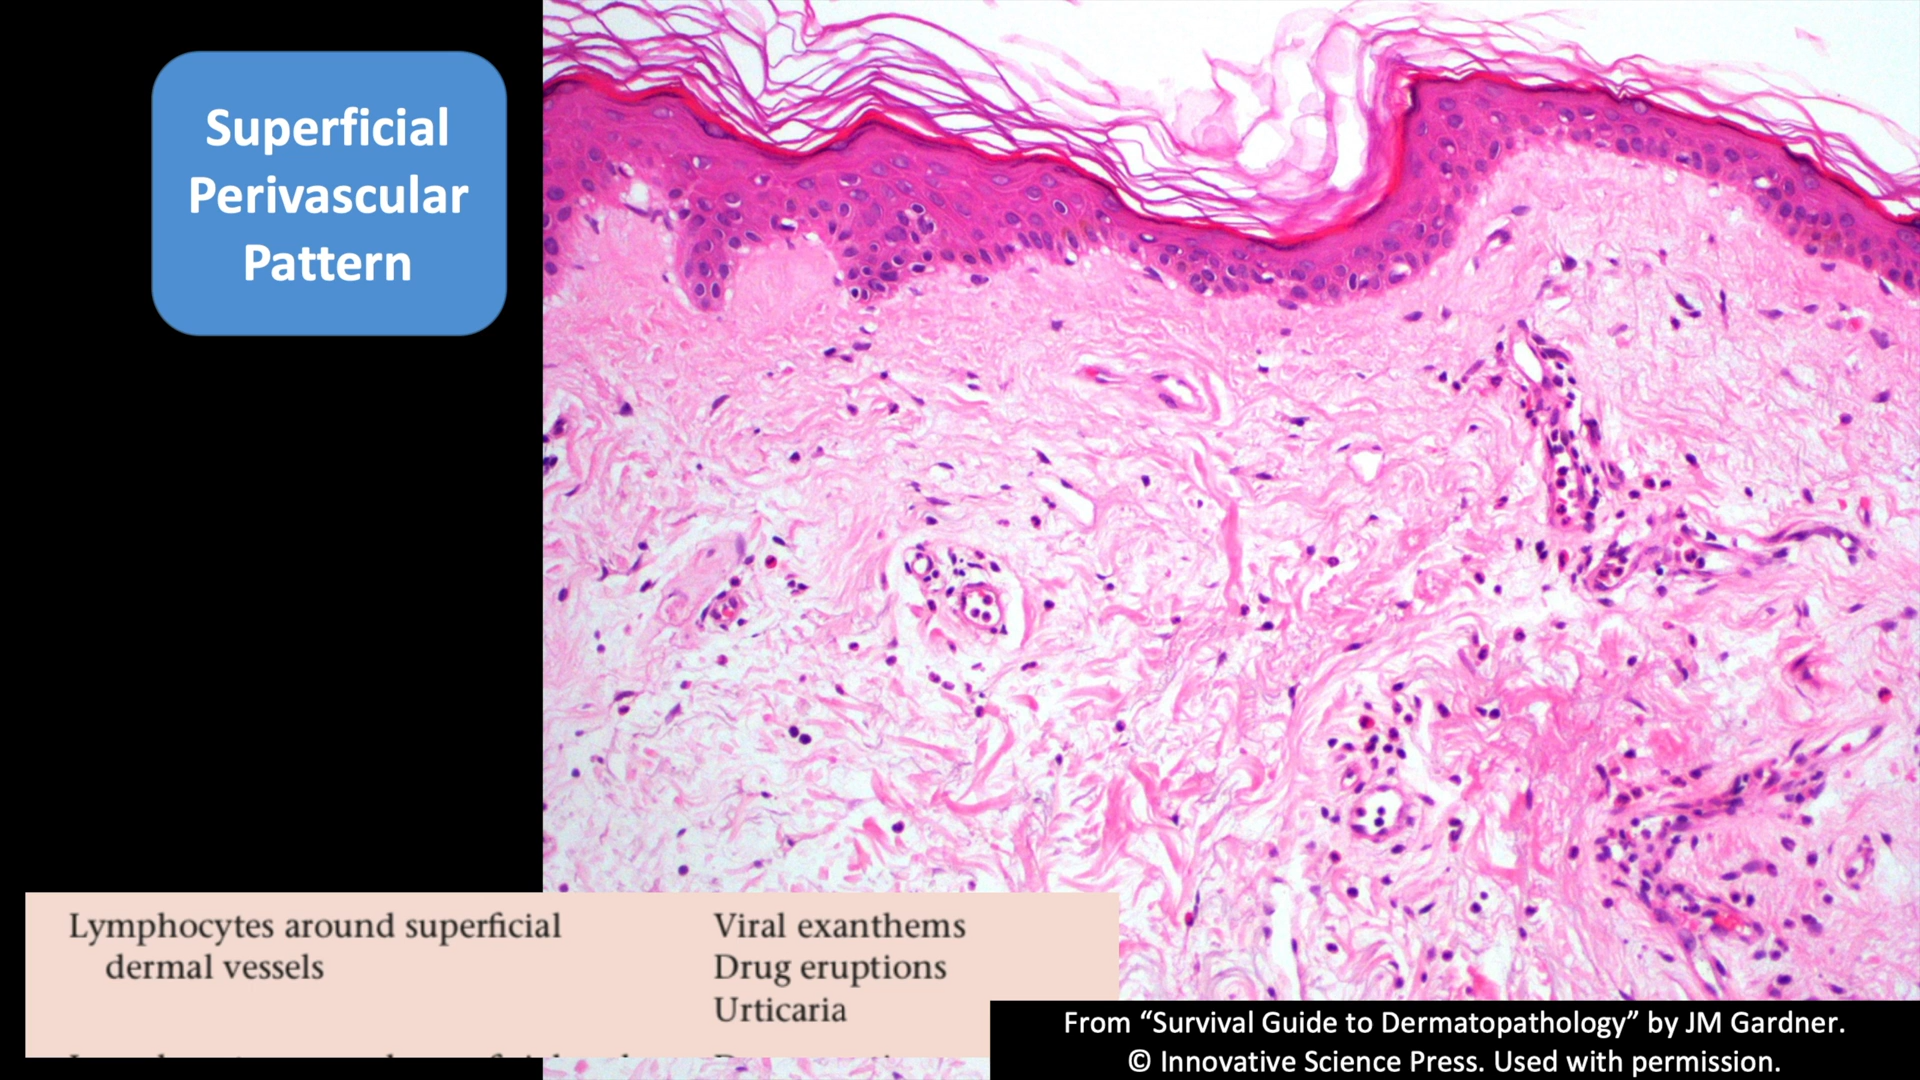 Superficial
Perivascular
Pattern
Lymphocytes around superficial
dermal vessels
Viral exanthems
Drug eruptions
Urticaria
From “Survival Guide to Dermatopathology” by JM Gardner.
© Innovative Science Press. Used with permission.